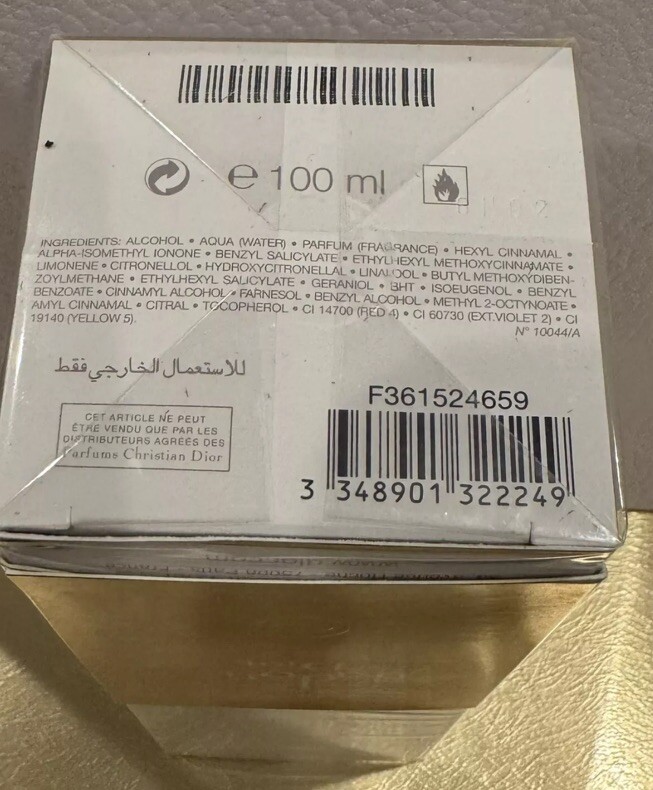 e 100 ml
INGREDIENTS: ALCOHOL • AQUA (WATER) • PARFUM (FRAGRANCE) • HEXYL CINNAMAL •
ALPHA-ISOMETHYL IONONE • BENZYL SALICYLATE • ETHYLHEXYL METHOXYCINNAMATE •
LIMONENE • CITRONELLOL • HYDROXYCITRONELLAL • LINALOOL • BUTYL METHOXYDIBEN-
ZOYLMETHANE • ETHYLHEXYL SALICYLATE • GERANIOL • BHT • ISOEUGENOL • BENZYL
BENZOATE • CINNAMYL ALCOHOL • FARNESOL • BENZYL ALCOHOL • METHYL 2-OCTYNOATE •
AMYL CINNAMAL • CITRAL • TOCOPHEROL • CI 14700 (RED 4) • CI 60730 (EXT.VIOLET 2) • CI
19140 (YELLOW 5).
N° 10044/A
للاستعمال الخارجي فقط
CET ARTICLE NE PEUT
ÊTRE VENDU QUE PAR LES
DISTRIBUTEURS AGRÉÉS DES
Parfums Christian Dior
F361524659
3 348901 322249